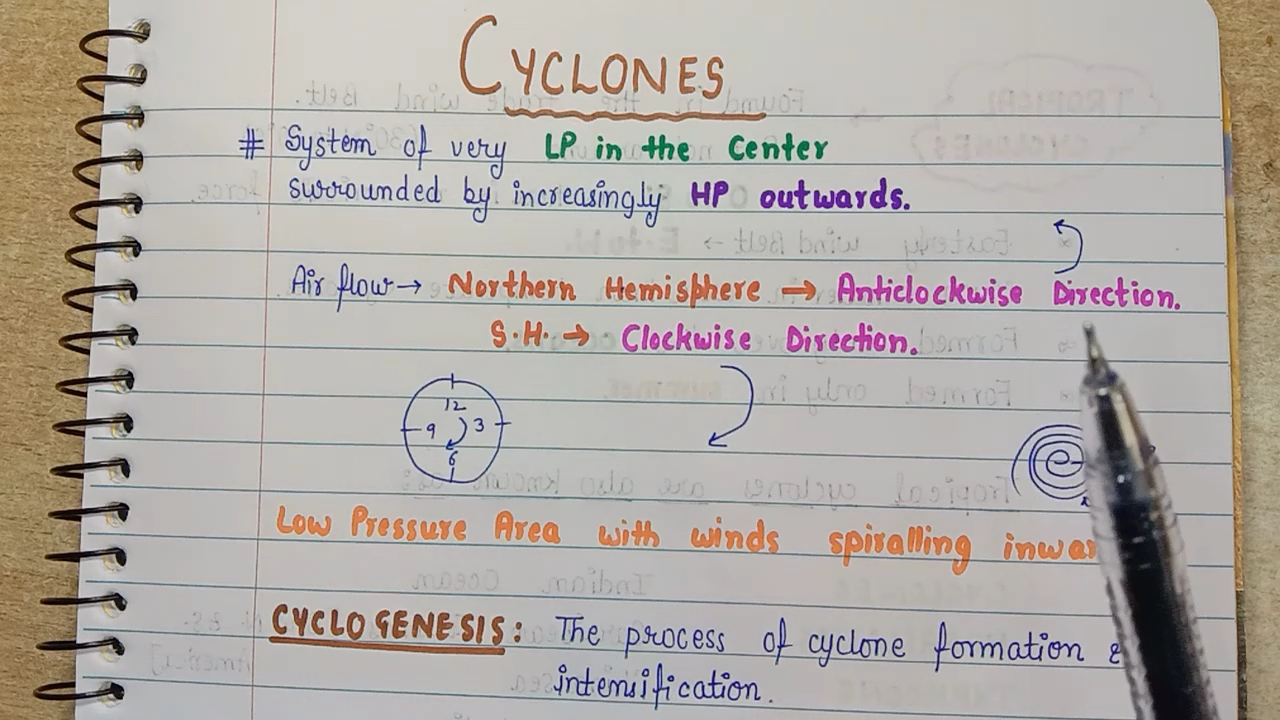 CYCLONES
# System of very LP in the Center
surrounded by increasingly HP outwards.
Air flow → Northern Hemisphere → Anticlockwise Direction.
S.H. → Clockwise Direction.
12
9 3
6
Low Pressure Area with winds spiralling
CYCLOGENESIS: The process of cyclone formation
intensification.